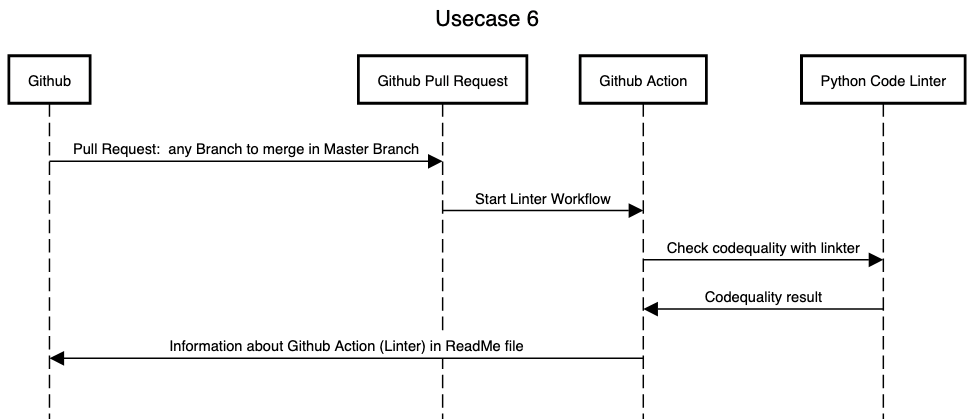 Usecase 6
Github
Github Pull Request
Github Action
Python Code Linter
Pull Request:  any Branch to merge in Master Branch
Start Linter Workflow
Check codequality with linkter
Codequality result
Information about Github Action (Linter) in ReadMe file